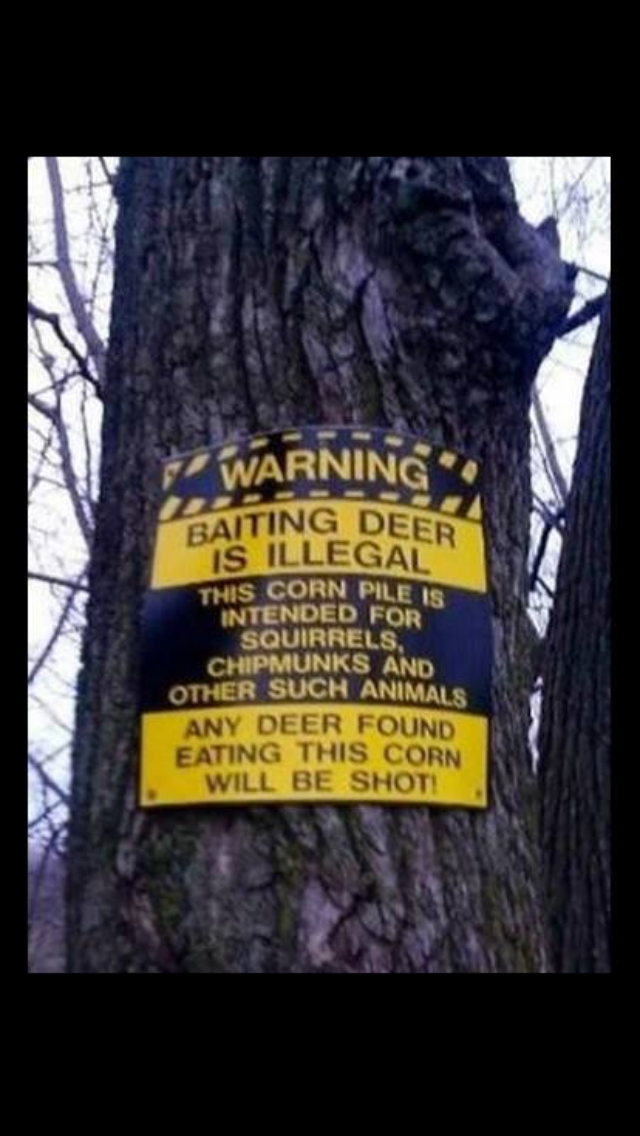 WARNING
BAITING DEER
IS ILLEGAL
THIS CORN PILE IS
INTENDED FOR
SQUIRRELS,
CHIPMUNKS AND
OTHER SUCH ANIMALS
ANY DEER FOUND
EATING THIS CORN
WILL BE SHOT!